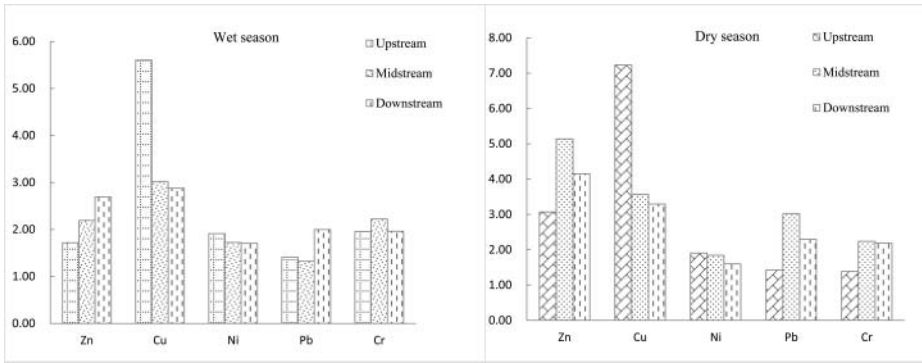 Wet season
6.00
5.00
4.00
3.00
2.00
1.00
0.00
Upstream
Midstream
Downstream
Zn Cu Ni Pb Cr
Dry season
8.00
7.00
6.00
5.00
4.00
3.00
2.00
1.00
0.00
Upstream
Midstream
Downstream
Zn Cu Ni Pb Cr